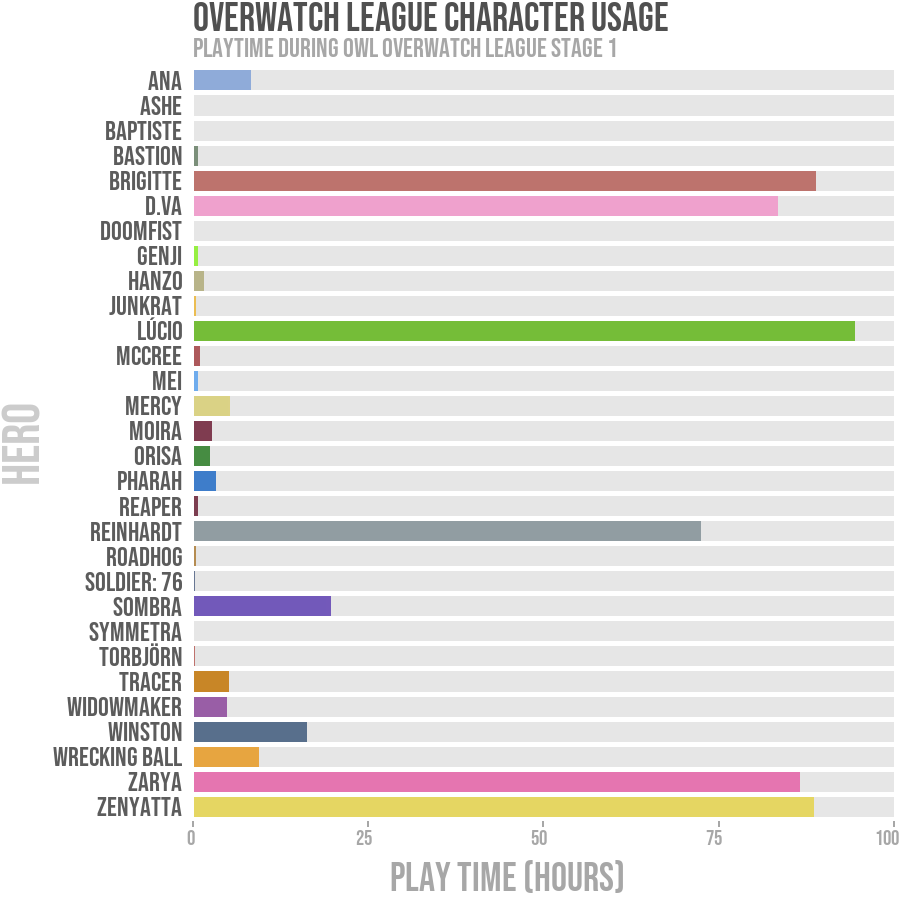 OVERWATCH LEAGUE CHARACTER USAGE
PLAYTIME DURING OWL OVERWATCH LEAGUE STAGE 1
ANA
ASHE
BAPTISTE
BASTION
BRIGITTE
D.VA
DOOMFIST
GENJI
HANZO
JUNKRAT
LÚCIO
MCCREE
MEI
MERCY
MOIRA
ORISA
PHARAH
REAPER
REINHARDT
ROADHOG
SOLDIER: 76
SOMBRA
SYMMETRA
TORBJÖRN
TRACER
WIDOWMAKER
WINSTON
WRECKING BALL
ZARYA
ZENYATTA
HERO
0 25 50 75 100
PLAY TIME (HOURS)